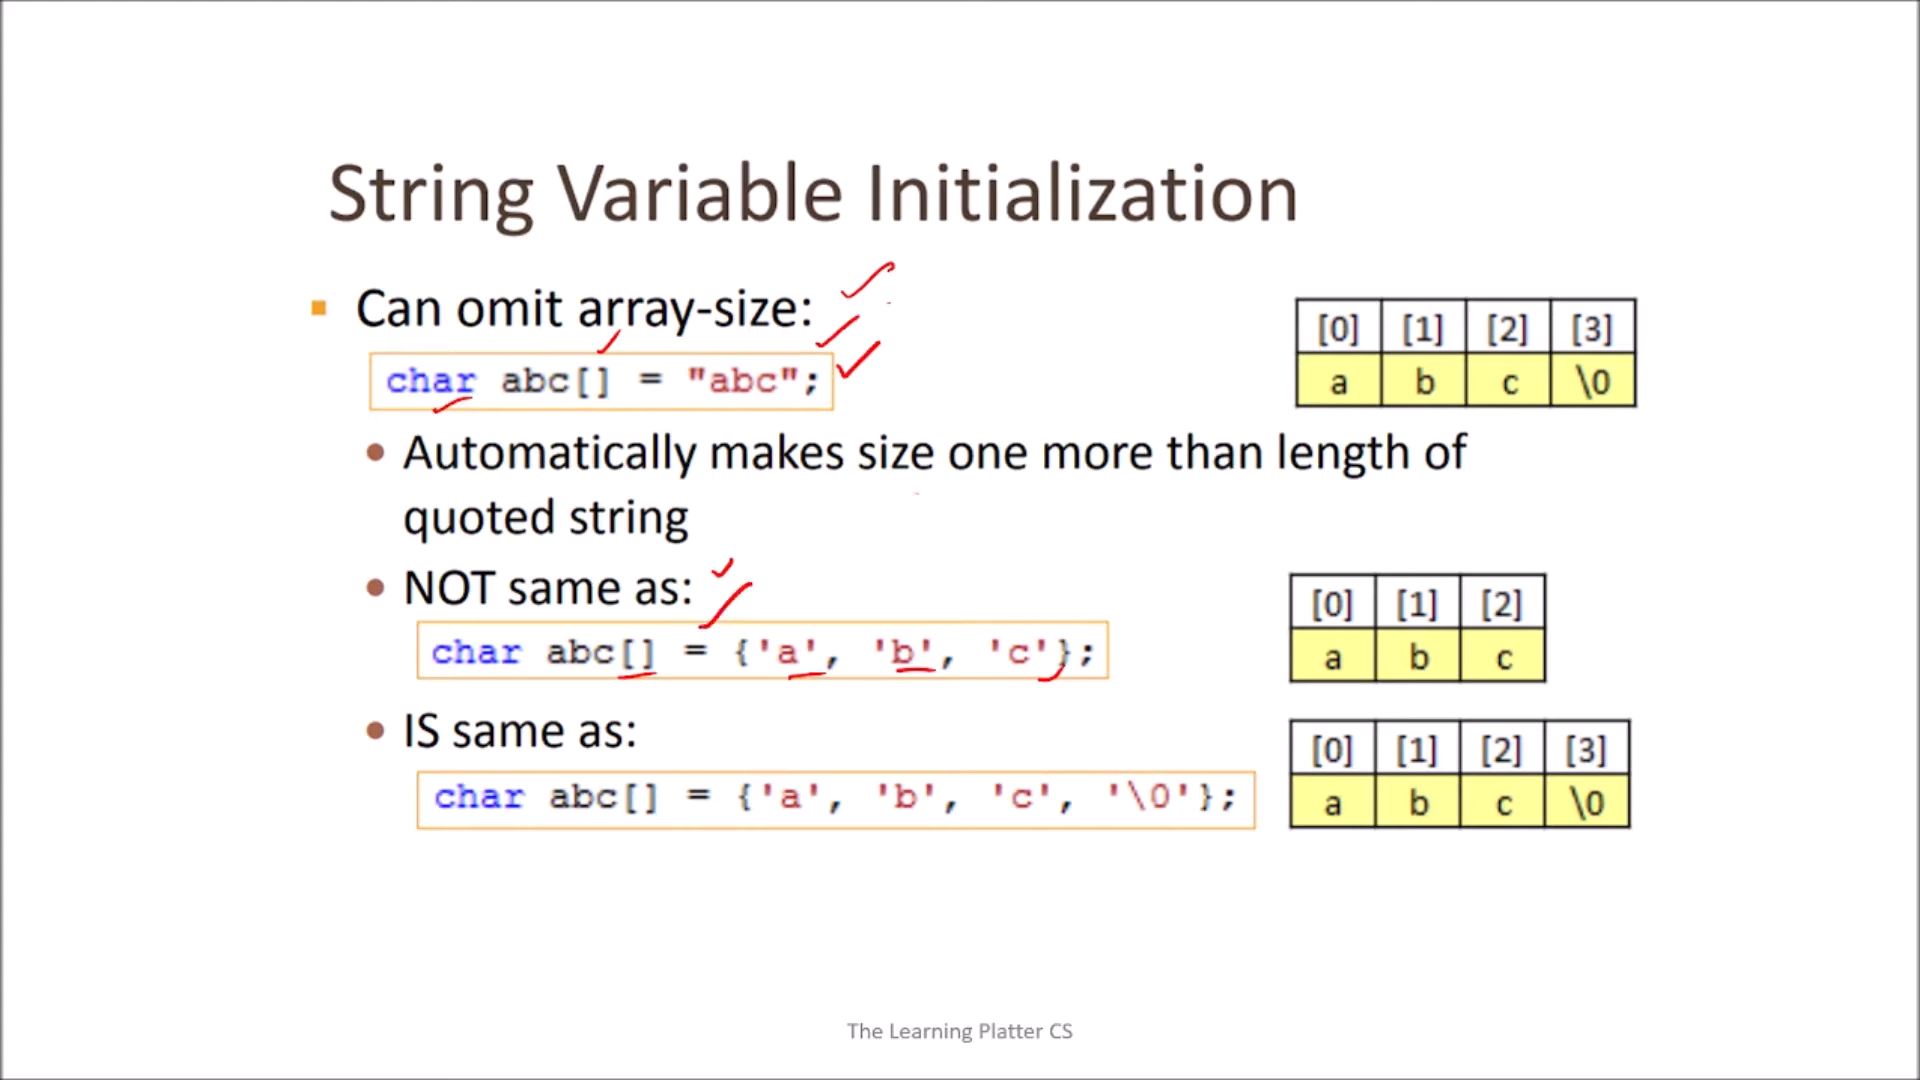 String Variable Initialization
Can omit array-size:
char abc[] = "abc";
[0] [1] [2] [3]
a b c \0
Automatically makes size one more than length of
quoted string
NOT same as:
char abc[] = {'a', 'b', 'c'};
[0] [1] [2]
a b c
IS same as:
char abc[] = {'a', 'b', 'c', '\0'};
[0] [1] [2] [3]
a b c \0
The Learning Platter CS